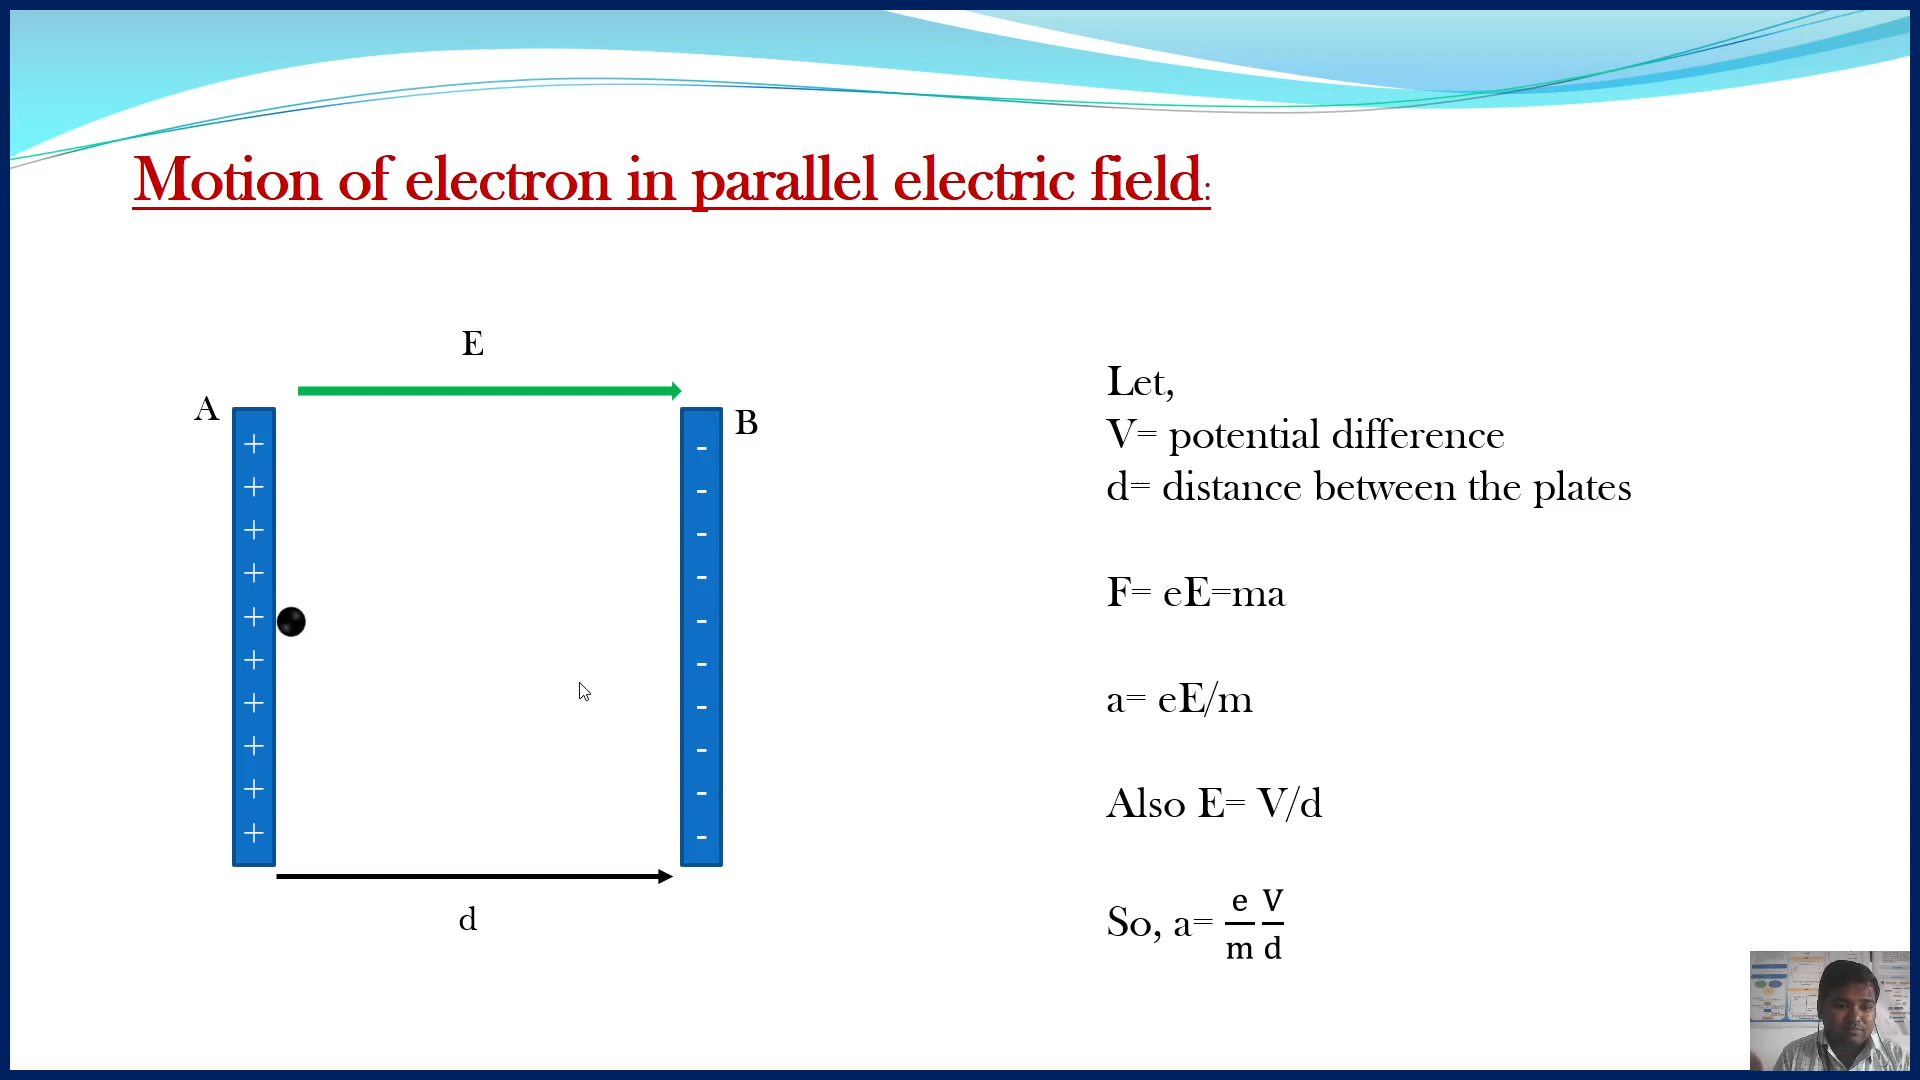 Motion of electron in parallel electric field:
E
A
B
+ -
+ -
+ -
+ -
+ -
+ -
+ -
+ -
+ -
+ -
d
Let,
V= potential difference
d= distance between the plates
F= eE=ma
a= eE/m
Also E= V/d
So, a= e/m V/d